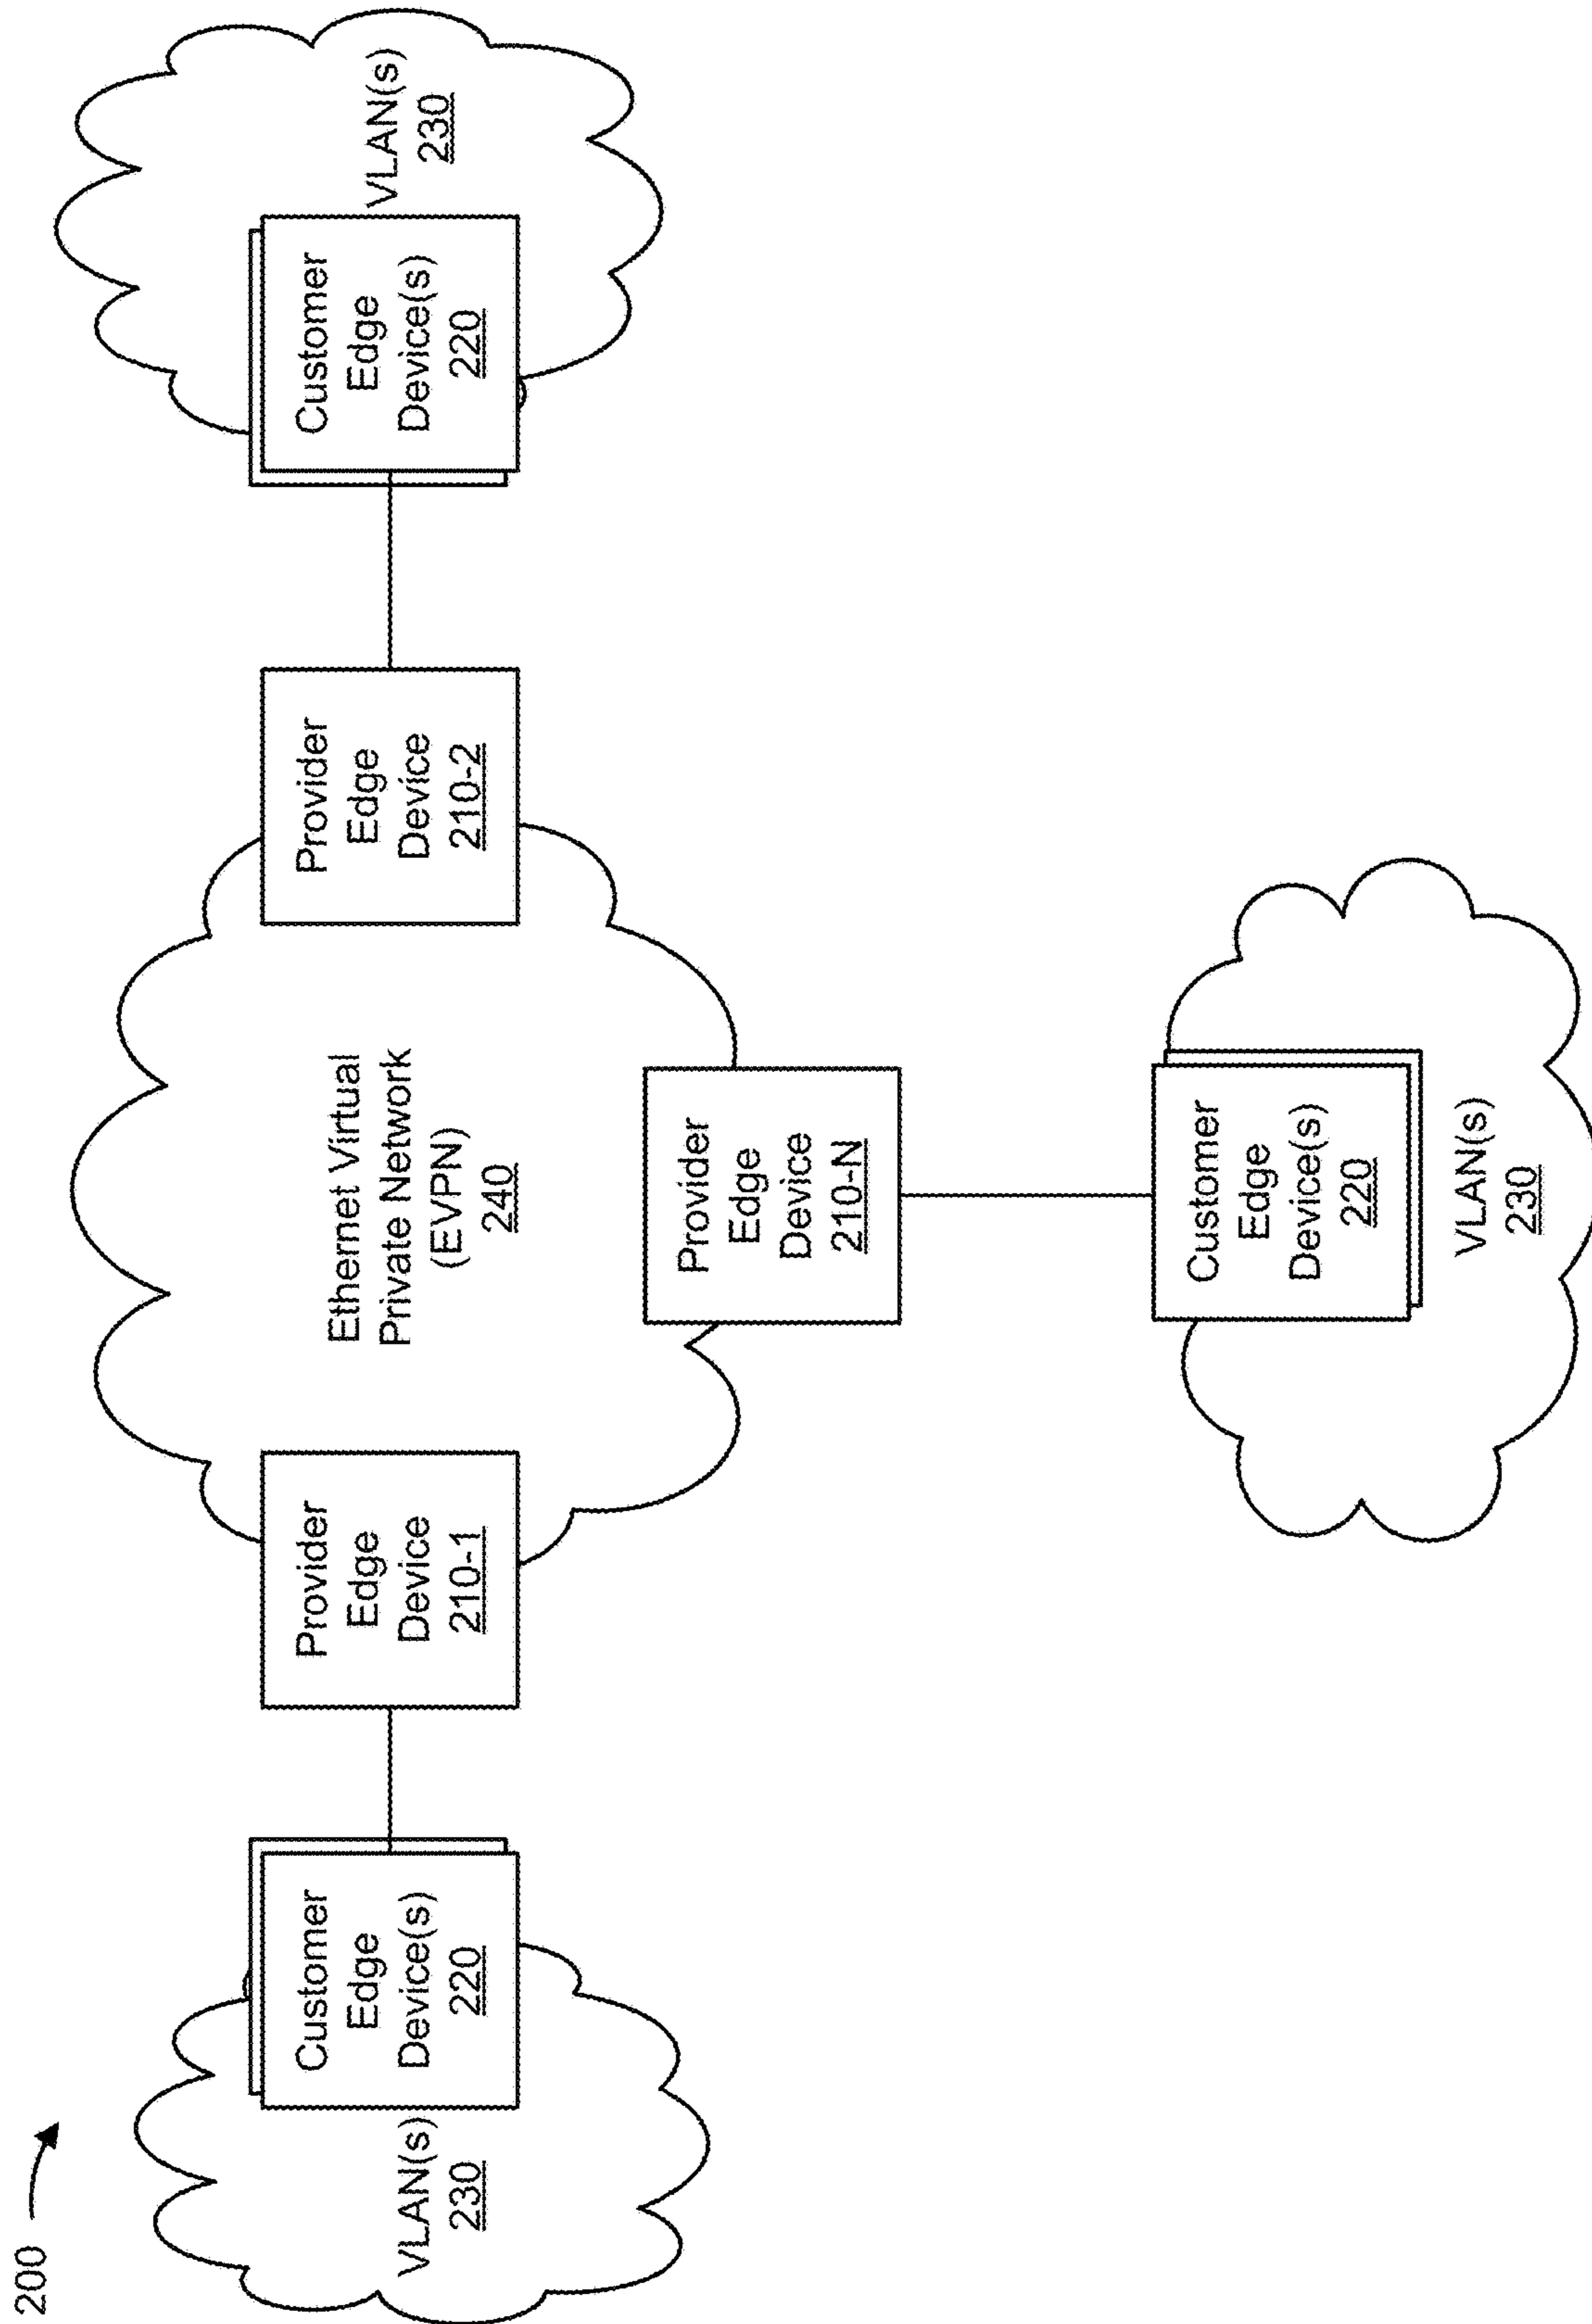 200
VLAN(s)
230
Customer
Edge
Device(s)
220
Provider
Edge
Device
210-1
Ethernet Virtual
Private Network
(EVPN)
240
Provider
Edge
Device
210-2
Customer
Edge
Device(s)
220
VLAN(s)
230
Provider
Edge
Device
210-N
Customer
Edge
Device(s)
220
VLAN(s)
230